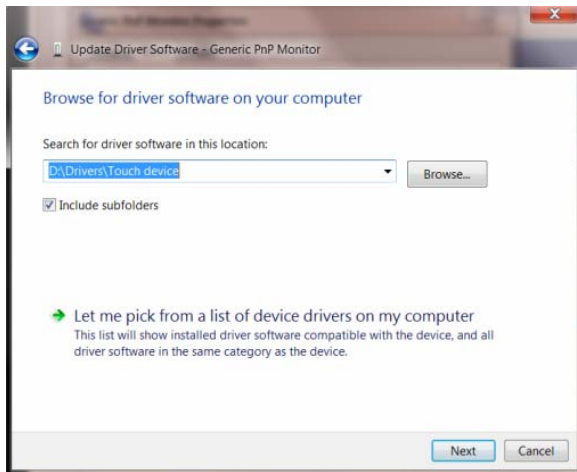 Update Driver Software - Generic PnP Monitor
Browse for driver software on your computer
Search for driver software in this location:
D:\Drivers\Touch device
Browse...
Include subfolders
Let me pick from a list of device drivers on my computer
This list will show installed driver software compatible with the device, and all
driver software in the same category as the device.
Next
Cancel